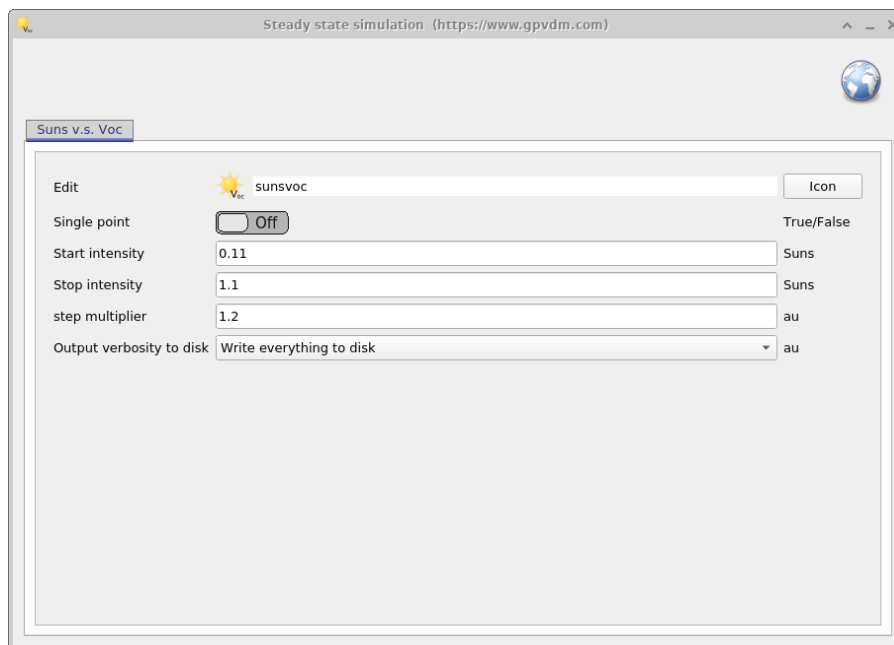 Steady state simulation (https://www.gpvdm.com)
Suns v.s. Voc
Edit sunsvoc Icon
Single point Off True/False
Start intensity 0.11 Suns
Stop intensity 1.1 Suns
step multiplier 1.2 au
Output verbosity to disk Write everything to disk au